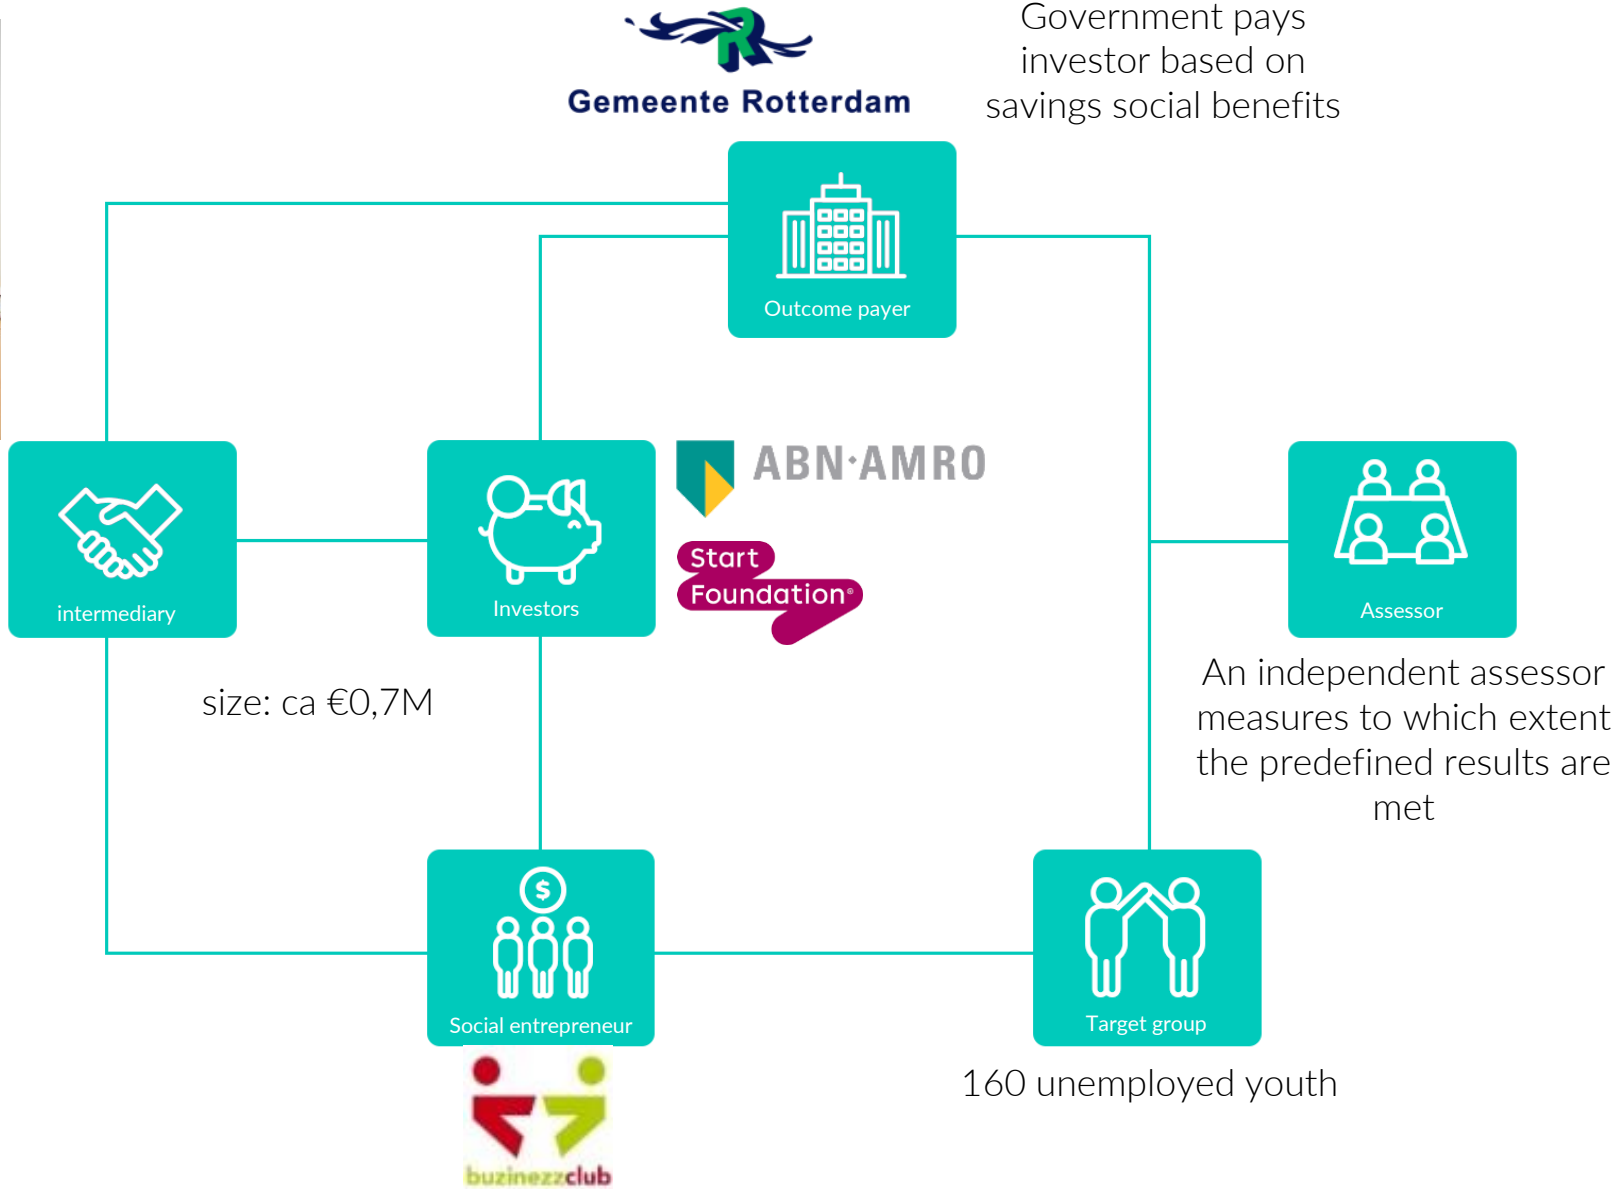 Government pays
investor based on
savings social benefits
R
Gemeente Rotterdam
Outcome payer
intermediary
Investors
ABN·AMRO
Start
Foundation®
Assessor
An independent assessor
measures to which extent
the predefined results are
met
size: ca €0,7M
$
Social entrepreneur
Target group
160 unemployed youth
buzinezzclub